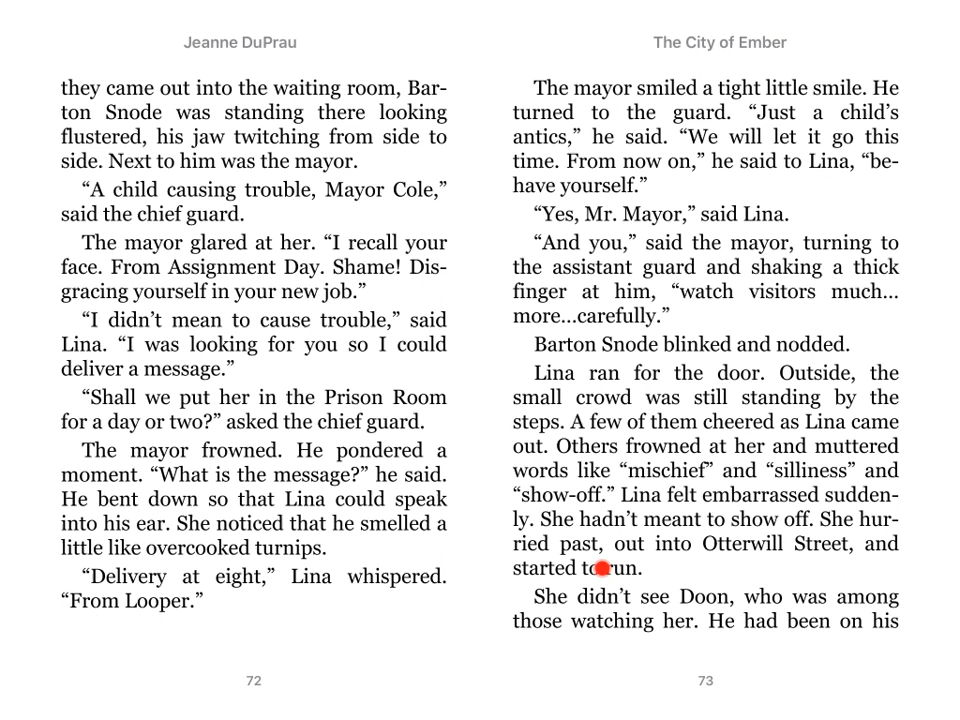 Jeanne DuPrau
they came out into the waiting room, Bar-
ton Snode was standing there looking
flustered, his jaw twitching from side to
side. Next to him was the mayor.
“A child causing trouble, Mayor Cole,”
said the chief guard.
The mayor glared at her. “I recall your
face. From Assignment Day. Shame! Dis-
gracing yourself in your new job.”
“I didn’t mean to cause trouble,” said
Lina. “I was looking for you so I could
deliver a message.”
“Shall we put her in the Prison Room
for a day or two?” asked the chief guard.
The mayor frowned. He pondered a
moment. “What is the message?” he said.
He bent down so that Lina could speak
into his ear. She noticed that he smelled a
little like overcooked turnips.
“Delivery at eight,” Lina whispered.
“From Looper.”
72
The City of Ember
The mayor smiled a tight little smile. He
turned to the guard. “Just a child’s
antics,” he said. “We will let it go this
time. From now on,” he said to Lina, “be-
have yourself.”
“Yes, Mr. Mayor,” said Lina.
“And you,” said the mayor, turning to
the assistant guard and shaking a thick
finger at him, “watch visitors much...
more...carefully.”
Barton Snode blinked and nodded.
Lina ran for the door. Outside, the
small crowd was still standing by the
steps. A few of them cheered as Lina came
out. Others frowned at her and muttered
words like “mischief” and “silliness” and
“show-off.” Lina felt embarrassed sudden-
ly. She hadn’t meant to show off. She hur-
ried past, out into Otterwill Street, and
started to run.
She didn’t see Doon, who was among
those watching her. He had been on his
73